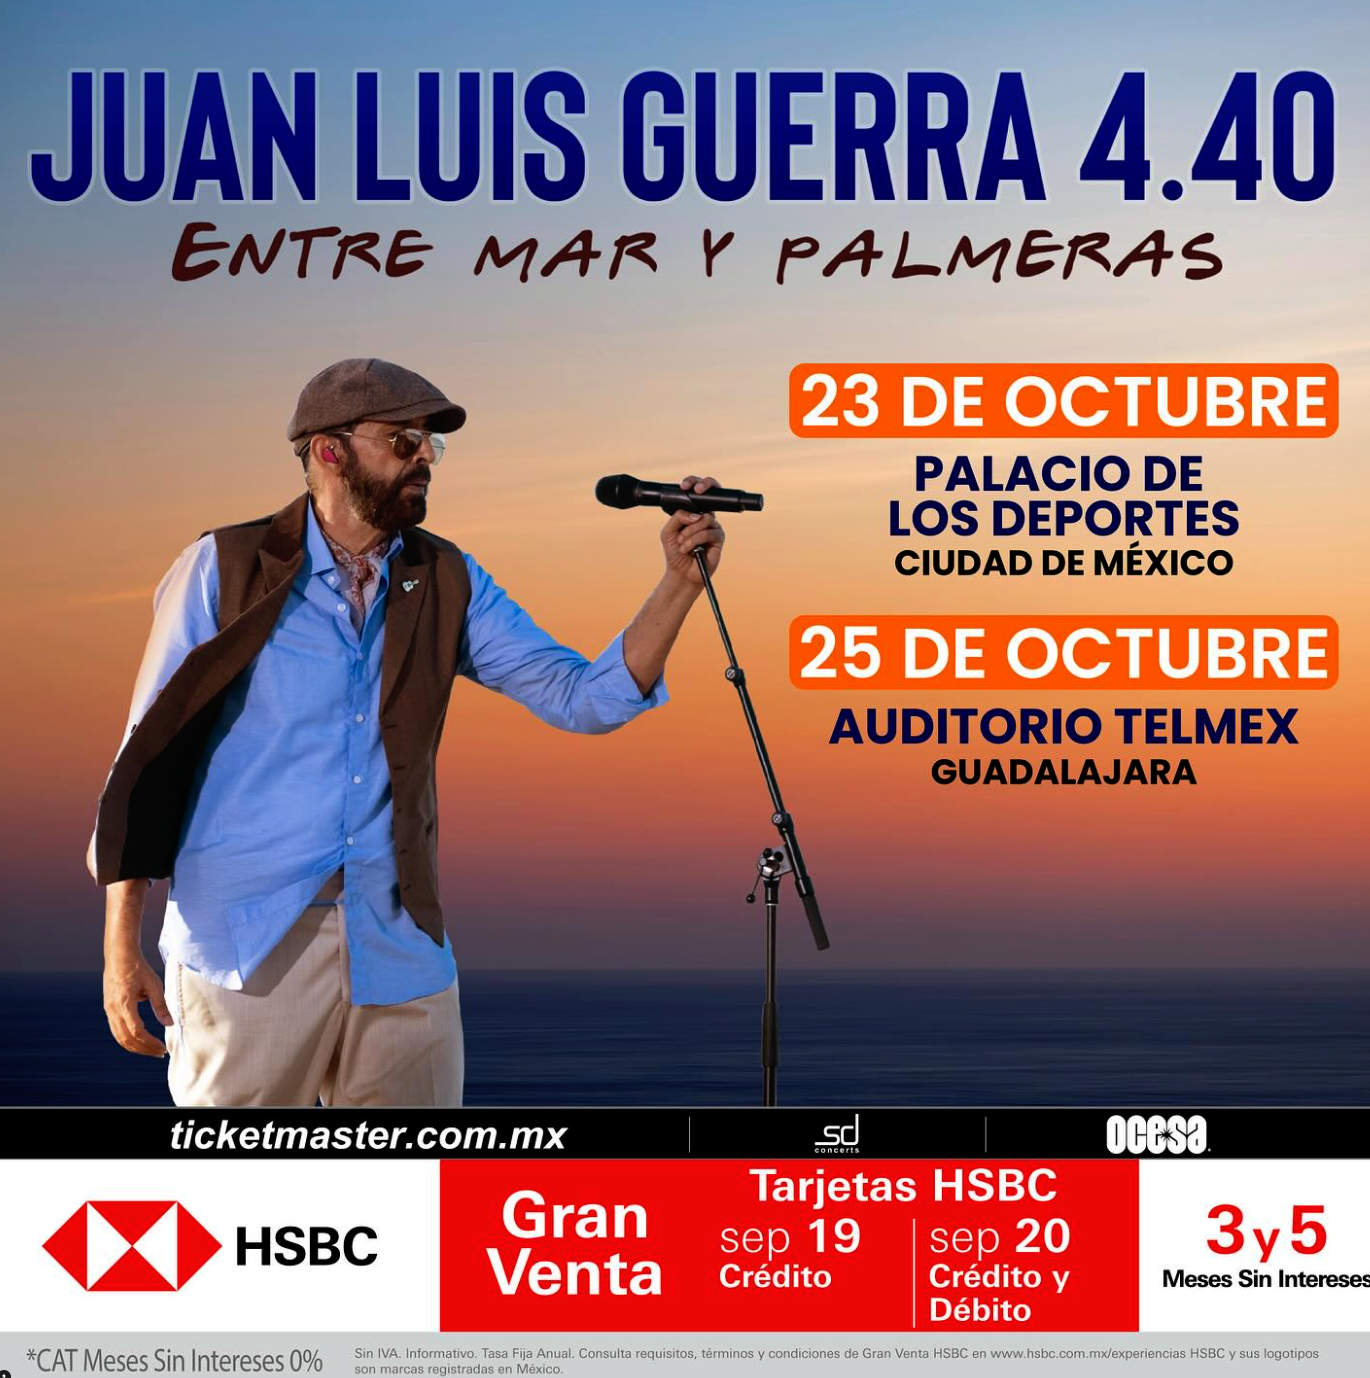 JUAN LUIS GUERRA 4.40
ENTRE MAR Y PALMERAS
23 DE OCTUBRE
PALACIO DE
LOS DEPORTES
CIUDAD DE MÉXICO
25 DE OCTUBRE
AUDITORIO TELMEX
GUADALAJARA
ticketmaster.com.mx
sd
concerts
OCESA
HSBC
Gran
Venta
Tarjetas HSBC
sep 19
Crédito
sep 20
Crédito y
Débito
3 y 5
Meses Sin Intereses
*CAT Meses Sin Intereses 0%
Sin IVA. Informativo. Tasa Fija Anual. Consulta requisitos, términos y condiciones de Gran Venta HSBC en www.hsbc.com.mx/experiencias HSBC y sus logotipos
son marcas registradas en México.